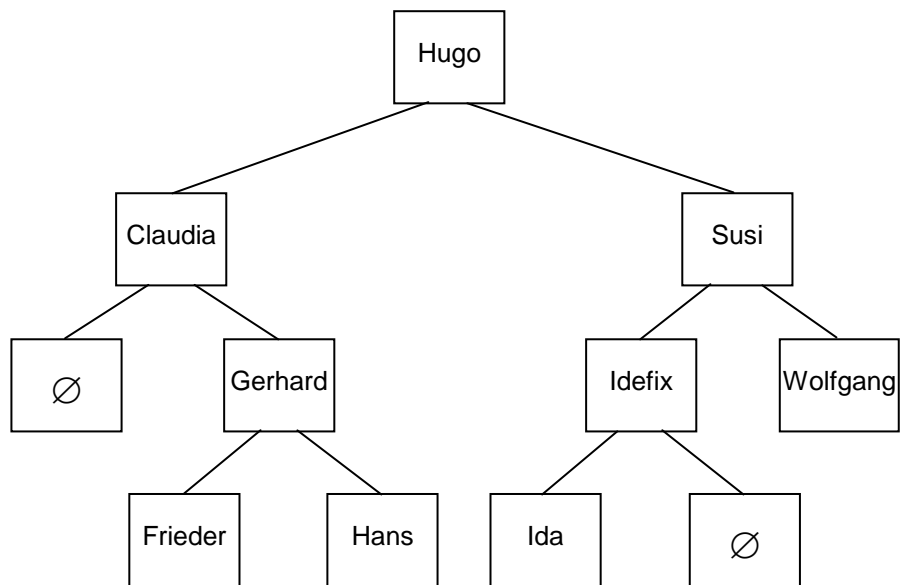 Hugo
Claudia
Susi
∅
Gerhard
Idefix
Wolfgang
Frieder
Hans
Ida
∅